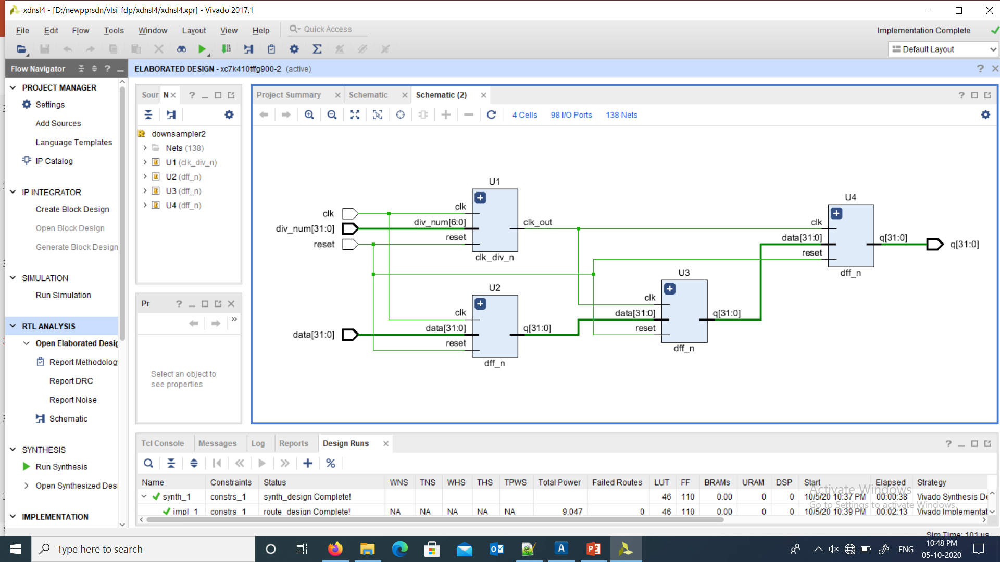 xdnsl4 - [D:/newpprsdn/vlsi_fdp/xdnsl4/xdnsl4.xpr] - Vivado 2017.1
File Edit Flow Tools Window Layout View Help Quick Access Implementation Complete
Default Layout
Flow Navigator ? ELABORATED DESIGN - xc7k410tffg900-2 (active) ?
PROJECT MANAGER
Settings
Add Sources
Language Templates
IP Catalog
IP INTEGRATOR
Create Block Design
Open Block Design
Generate Block Design
SIMULATION
Run Simulation
RTL ANALYSIS
Open Elaborated Desig
Report Methodology
Report DRC
Report Noise
Schematic
SYNTHESIS
Run Synthesis
Open Synthesized Desi
IMPLEMENTATION
Sour N ?
downsampler2
Nets (138)
U1 (clk_div_n)
U2 (dff_n)
U3 (dff_n)
U4 (dff_n)
Pr ?
Select an object to
see properties
Project Summary Schematic Schematic (2) ?
4 Cells 98 I/O Ports 138 Nets
clk
div_num[31:0]
reset
data[31:0]
U1
clk
div_num[6:0]
reset
clk_out
clk_div_n
U2
clk
data[31:0]
reset
q[31:0]
dff_n
U3
clk
data[31:0]
reset
q[31:0]
dff_n
U4
clk
data[31:0]
reset
q[31:0]
dff_n
q[31:0]
Tcl Console Messages Log Reports Design Runs ?
Name Constraints Status WNS TNS WHS THS TPWS Total Power Failed Routes LUT FF BRAMs URAM DSP Start Elapsed Strategy
synth_1 constrs_1 synth_design Complete! 46 110 0.00 0 0 10/5/20 10:37 PM 00:00:38 Vivado Synthesis De
impl_1 constrs_1 route_design Complete! NA NA NA NA NA 9.047 0 46 110 0.00 0 0 10/5/20 10:39 PM 00:02:13 Vivado Implementat
Activate Windows
Go to Settings to activate Windows.
Sim Time: 101 us
Type here to search
ENG
10:48 PM
05-10-2020